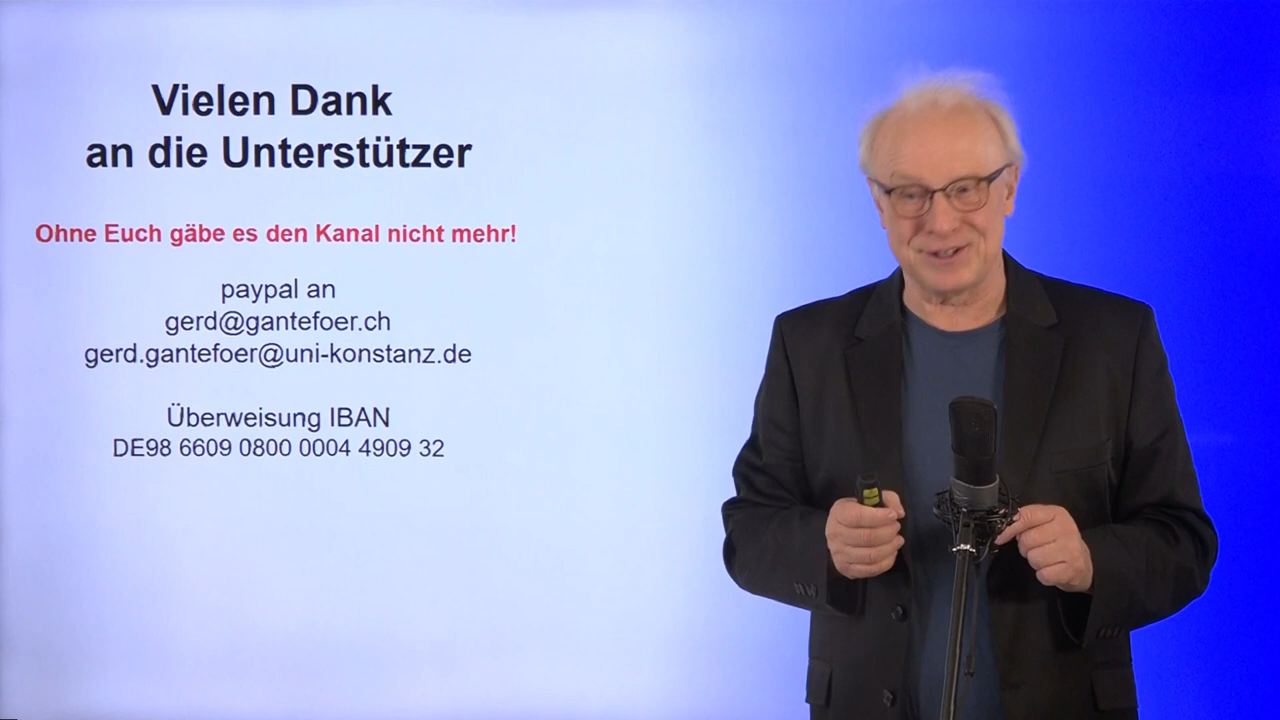 Vielen Dank
an die Unterstützer
Ohne Euch gäbe es den Kanal nicht mehr!
paypal an
gerd@gantefoer.ch
gerd.gantefoer@uni-konstanz.de
Überweisung IBAN
DE98 6609 0800 0004 4909 32